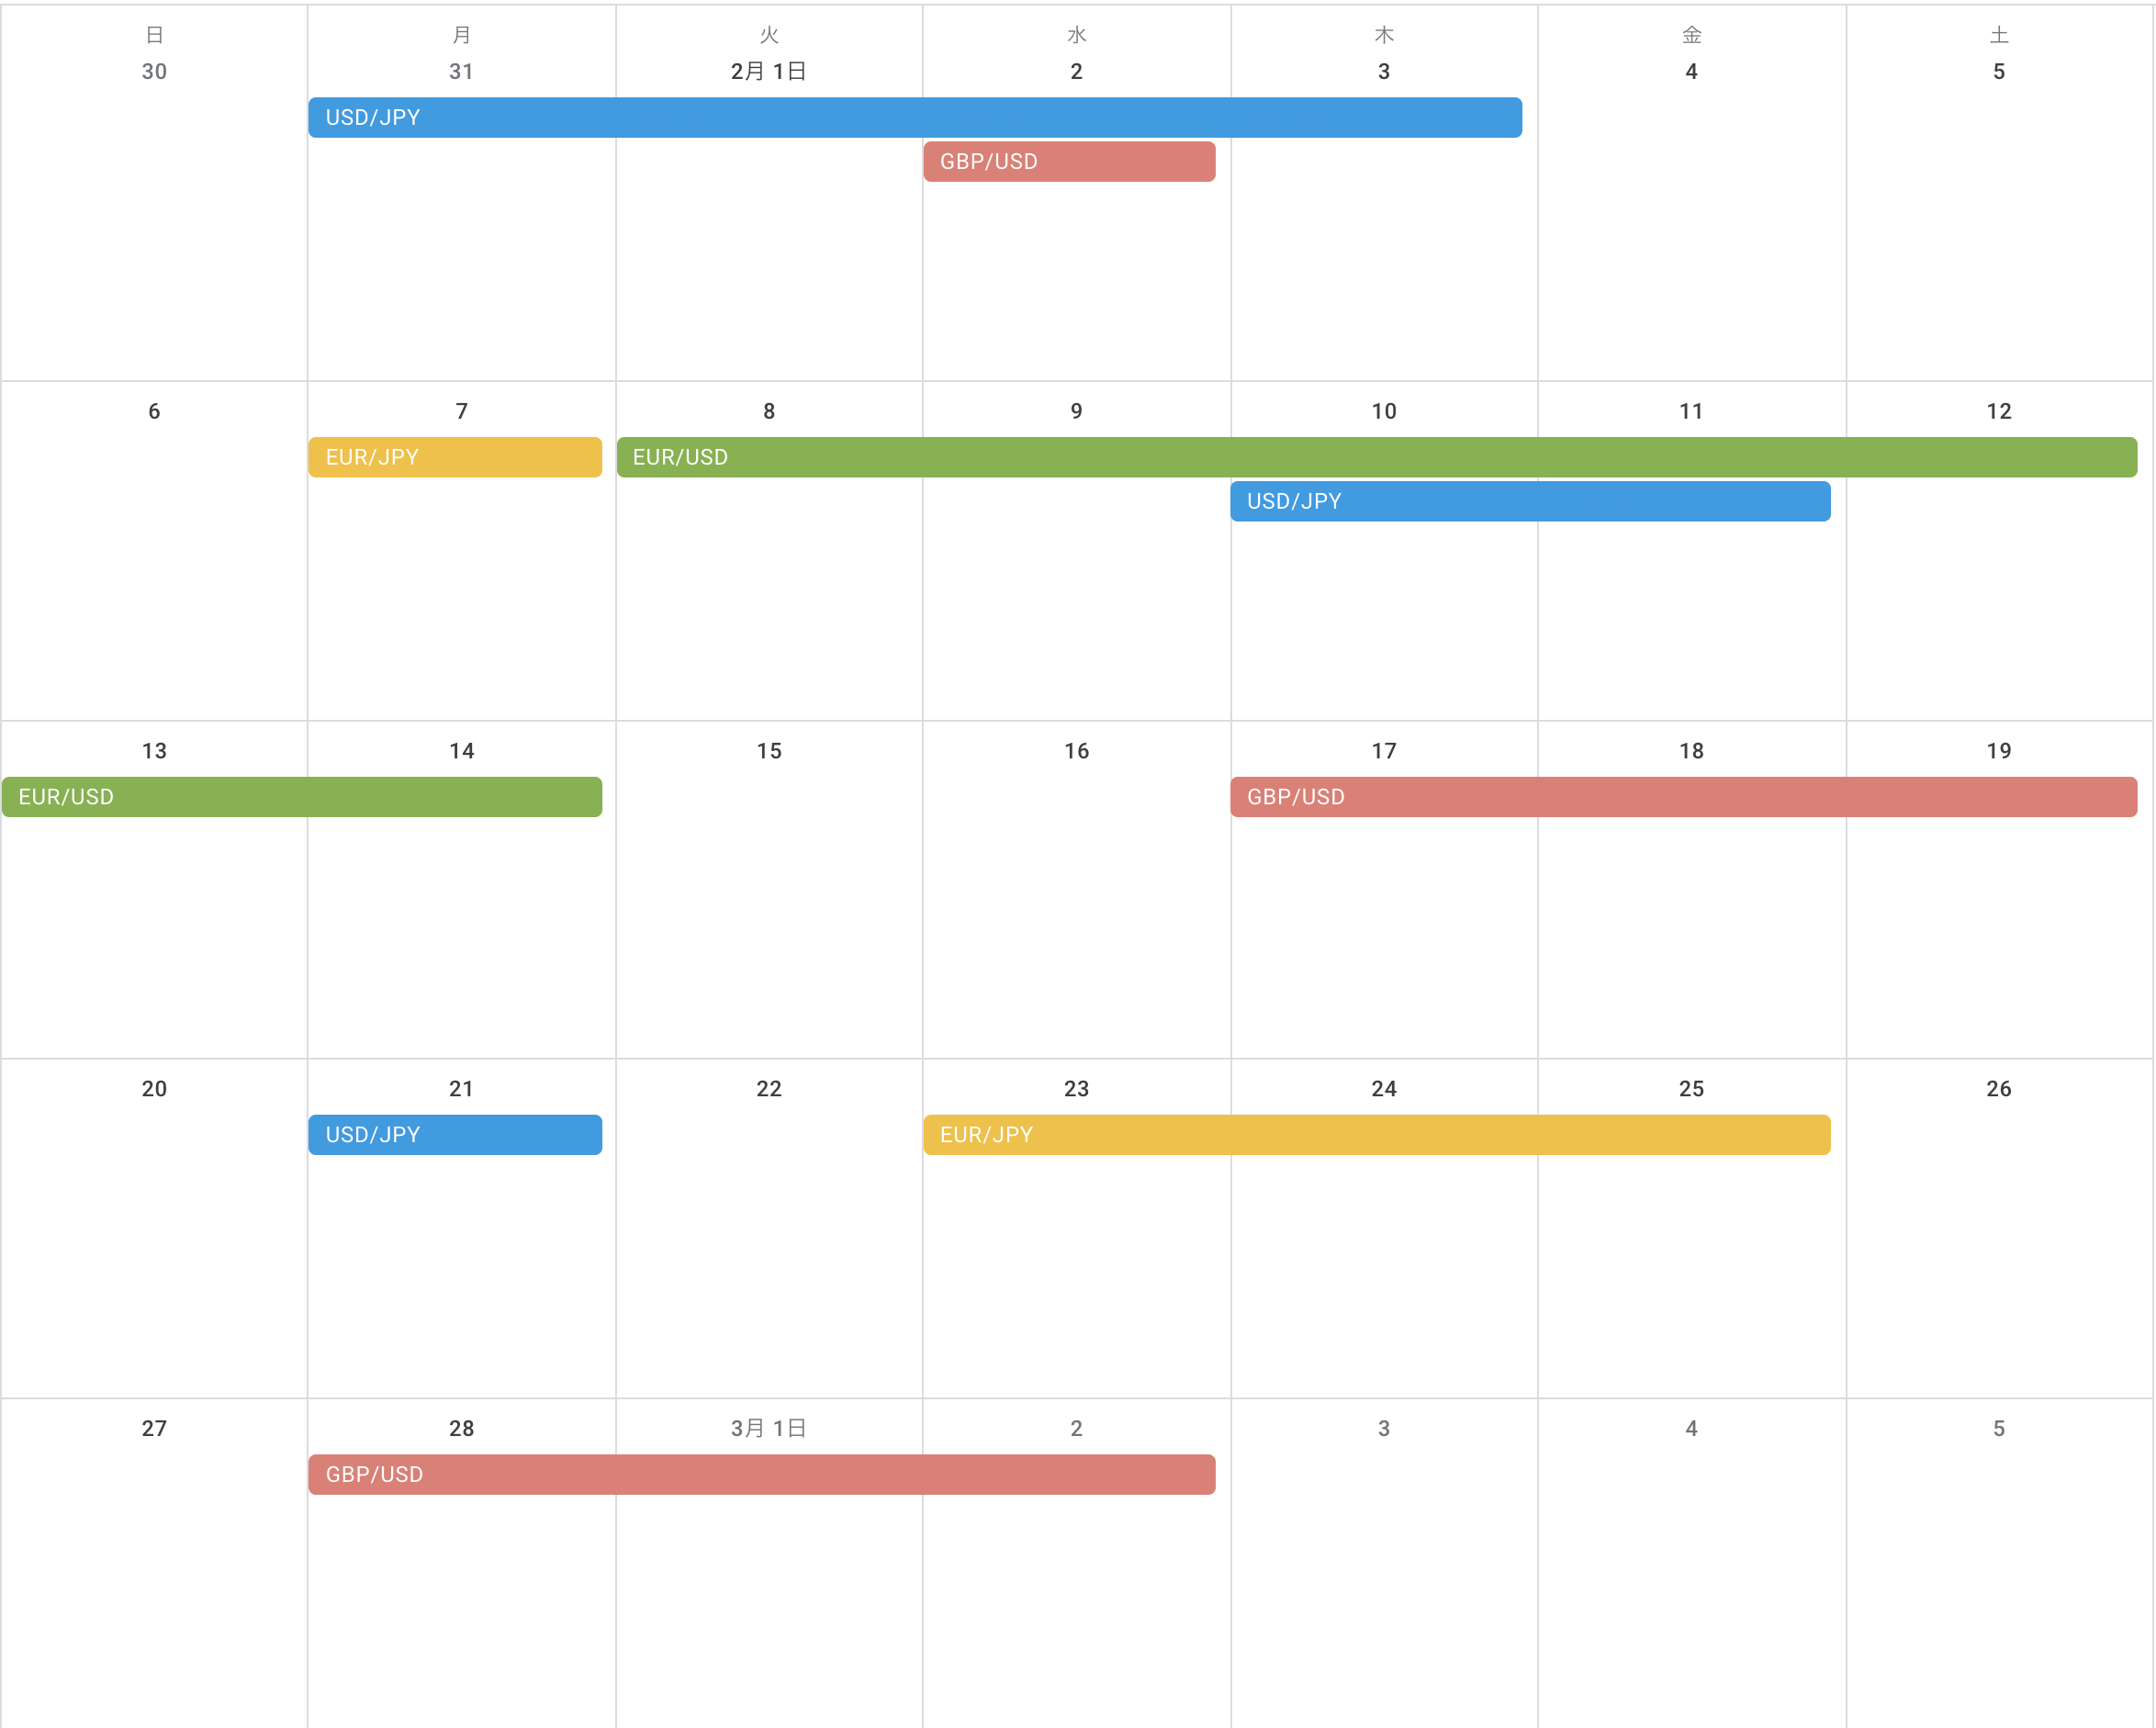 日 月 火 水 木 金 土
30 31 2月 1日 2 3 4 5
USD/JPY
GBP/USD
6 7 8 9 10 11 12
EUR/JPY EUR/USD
USD/JPY
13 14 15 16 17 18 19
EUR/USD GBP/USD
20 21 22 23 24 25 26
USD/JPY EUR/JPY
27 28 3月 1日 2 3 4 5
GBP/USD